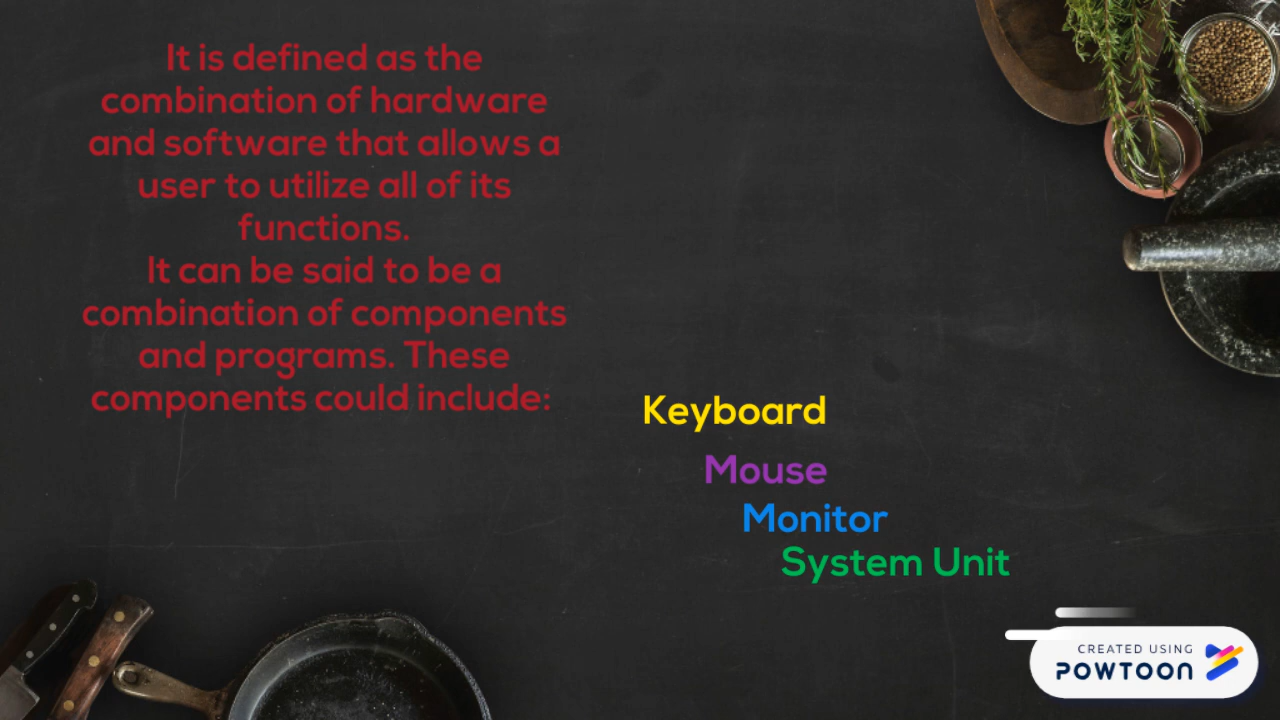 It is defined as the
combination of hardware
and software that allows a
user to utilize all of its
functions.
It can be said to be a
combination of components
and programs. These
components could include:
Keyboard
Mouse
Monitor
System Unit
CREATED USING
POWTOON